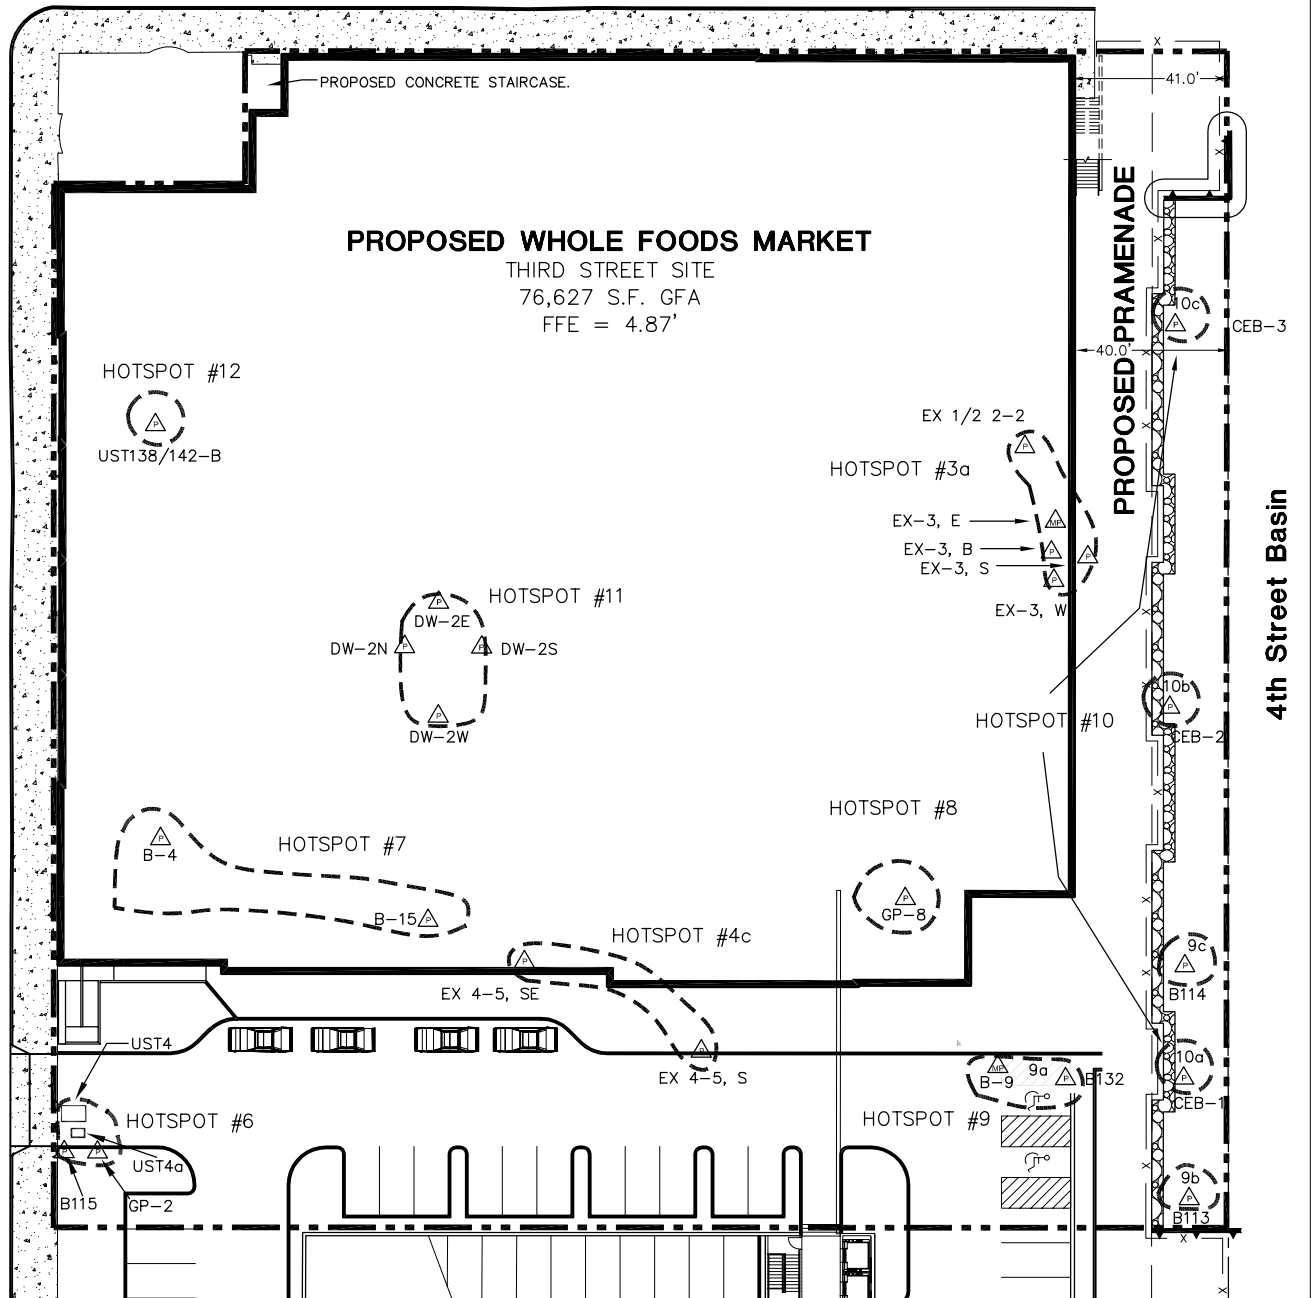 PROPOSED CONCRETE STAIRCASE.
41.0'
PROPOSED WHOLE FOODS MARKET
THIRD STREET SITE
76,627 S.F. GFA
FFE = 4.87'
PROPOSED PRAMENADE
10c
CEB-3
40.0'
HOTSPOT #12
P
UST138/142-B
EX 1/2 2-2
P
HOTSPOT #3a
EX-3, E
MP
EX-3, B
P
P
EX-3, S
P
EX-3, W
4th Street Basin
HOTSPOT #11
P
DW-2E
DW-2N
P
P
DW-2S
P
DW-2W
10b
P
CEB-2
HOTSPOT #10
HOTSPOT #8
P
GP-8
HOTSPOT #7
P
B-4
B-15
P
HOTSPOT #4c
P
EX 4-5, SE
P
EX 4-5, S
9c
P
B114
10a
P
CEB-1
MP
B-9
9a
P
B132
HOTSPOT #9
UST4
HOTSPOT #6
P
P
UST4a
B115
GP-2
9b
P
B113